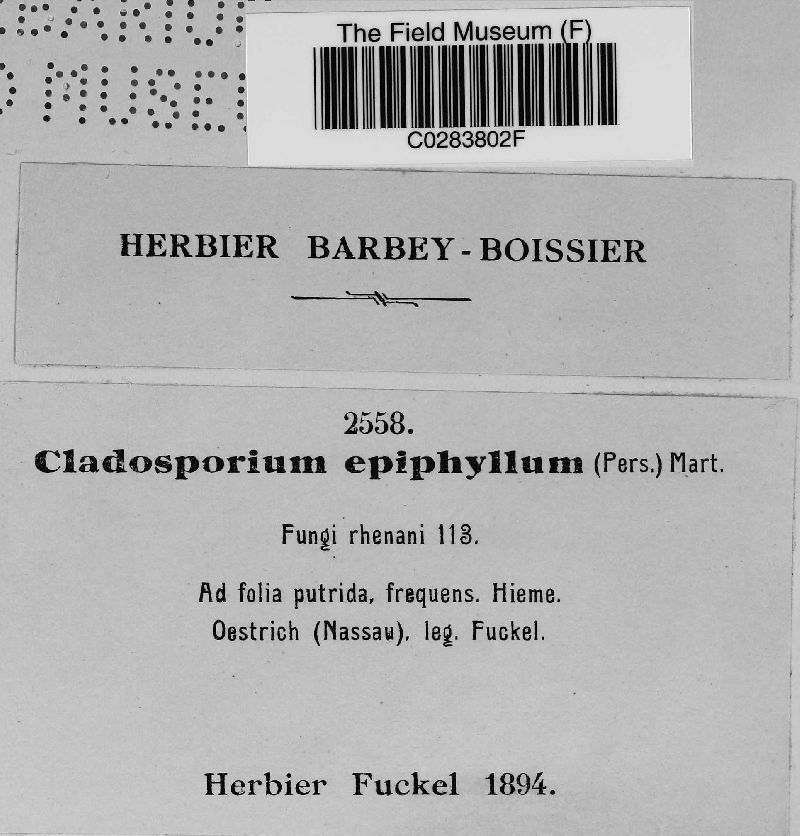 The Field Museum (F)
C0283802F
HERBIER BARBEY-BOISSIER
2558.
Cladosporium epiphyllum (Pers.) Mart.
Fungi rhenani 113.
Ad folia putrida, frequens. Hieme.
Oestrich (Nassau), leg. Fuckel.
Herbier Fuckel 1894.